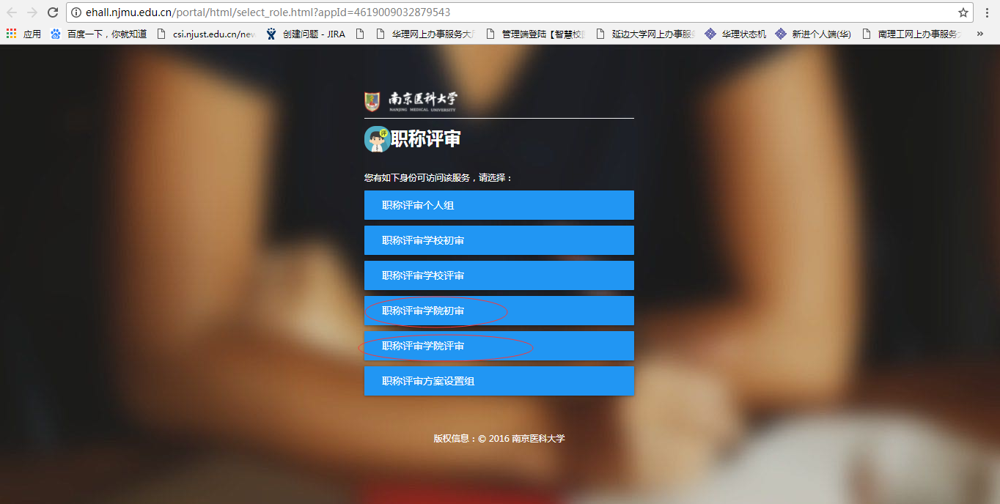 ehall.njmu.edu.cn/portal/html/select_role.html?appId=4619009032879543
应用 百度一下，你就知道 csi.njust.edu.cn/new 创建问题 - JIRA 华理网上办事服务大 管理端登陆【智慧校 延边大学网上办事服 华理状态机 新进个人端(华) 南理工网上办事服务 »
南京医科大学
NANJING MEDICAL UNIVERSITY
评
职称评审
您有如下身份可访问该服务，请选择：
职称评审个人组
职称评审学校初审
职称评审学校评审
职称评审学院初审
职称评审学院评审
职称评审方案设置组
版权信息：© 2016 南京医科大学